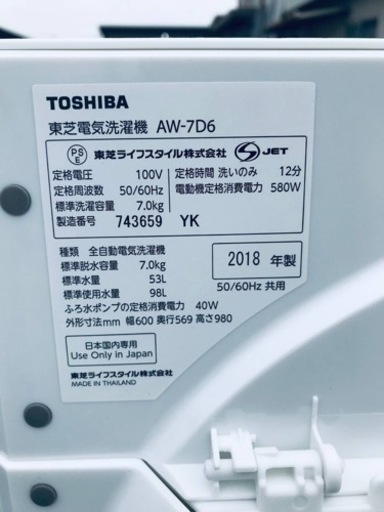 TOSHIBA
東芝電気洗濯機 AW-7D6
PS
E
東芝ライフスタイル株式会社 S JET
定格電圧 100V 定格時間 洗いのみ 12分
定格周波数 50/60Hz 電動機定格消費電力 580W
標準洗濯容量 7.0kg
製造番号 743659 YK
種類 全自動電気洗濯機
標準脱水容量 7.0kg
標準水量 53L
標準使用水量 98L
2018 年製
50/60Hz 共用
ふろ水ポンプの定格消費電力 40W
外形寸法mm 幅600 奥行569 高さ980
日本国内専用
Use Only in Japan
東芝ライフスタイル株式会社
MADE IN THAILAND